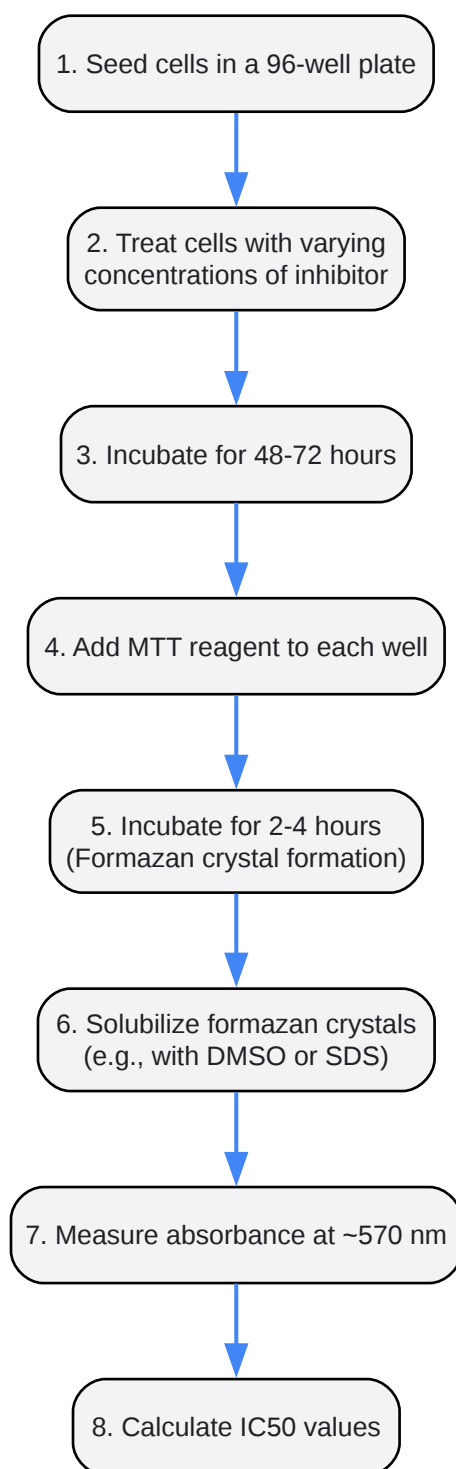 1. Seed cells in a 96-well plate
2. Treat cells with varying
concentrations of inhibitor
3. Incubate for 48-72 hours
4. Add MTT reagent to each well
5. Incubate for 2-4 hours
(Formazan crystal formation)
6. Solubilize formazan crystals
(e.g., with DMSO or SDS)
7. Measure absorbance at ~570 nm
8. Calculate IC50 values